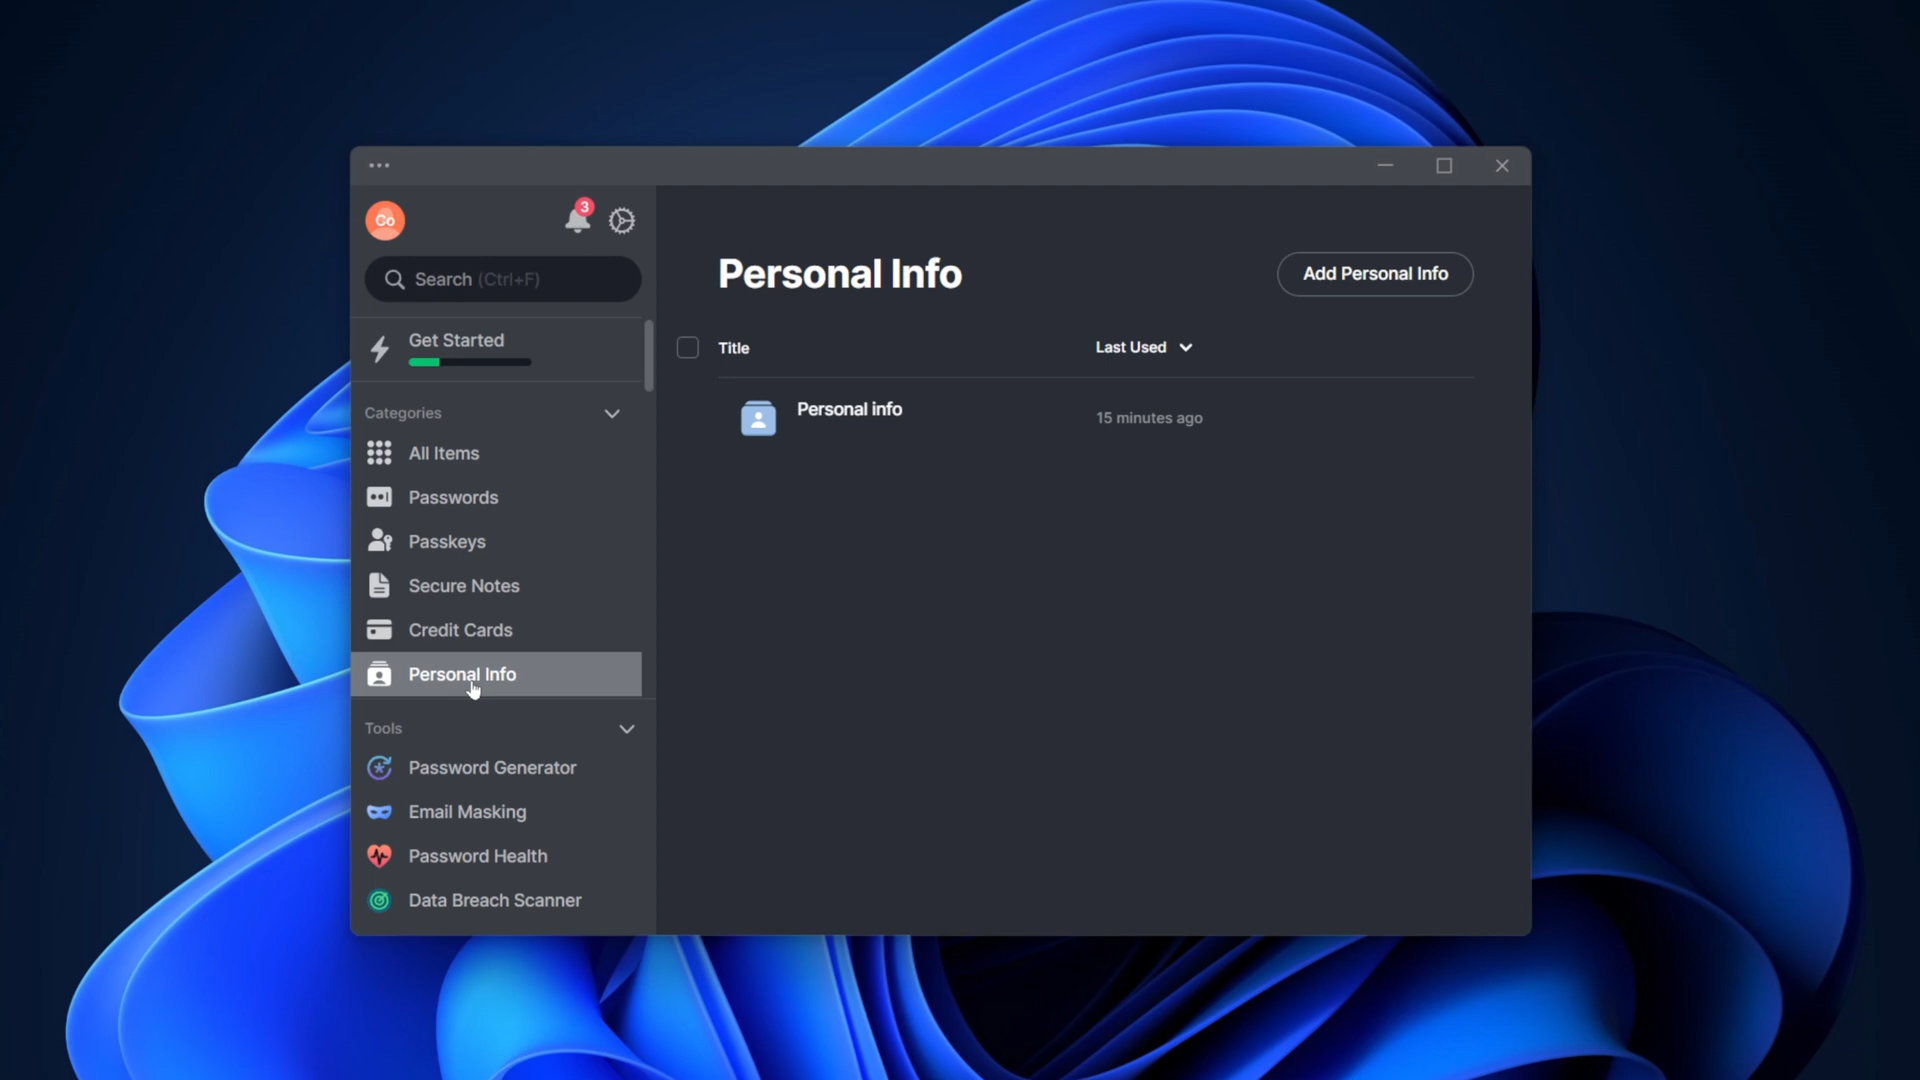 Co
3
Search (Ctrl+F)
Get Started
Categories
All Items
Passwords
Passkeys
Secure Notes
Credit Cards
Personal Info
Tools
Password Generator
Email Masking
Password Health
Data Breach Scanner
Personal Info
Add Personal Info
Title
Last Used
Personal info
15 minutes ago